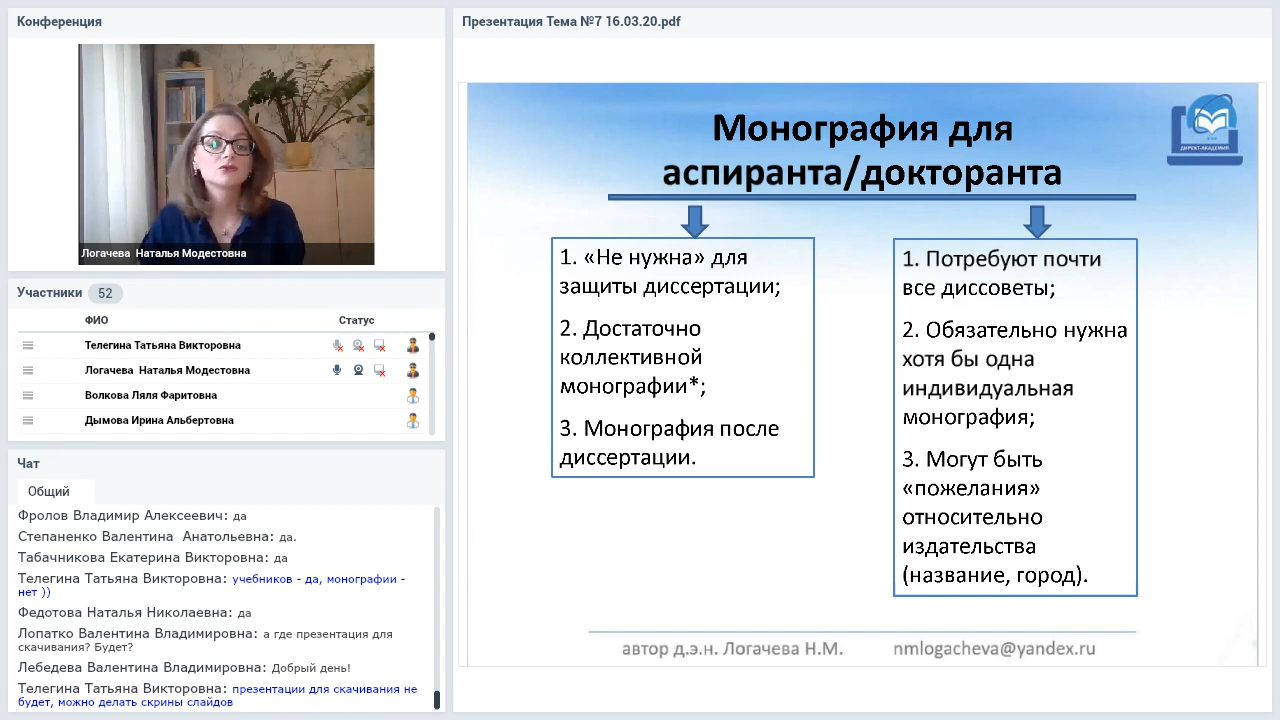 Конференция
Логачева  Наталья Модестовна
Участники 52
ФИО Статус
Телегина Татьяна Викторовна
Логачева  Наталья Модестовна
Волкова Ляля Фаритовна
Дымова Ирина Альбертовна
Чат
Общий
Фролов Владимир Алексеевич: да
Степаненко Валентина  Анатольевна: да.
Табачникова Екатерина Викторовна: да
Телегина Татьяна Викторовна: учебников - да, монографии -
нет ))
Федотова Наталья Николаевна: да
Лопатко Валентина Владимировна: а где презентация для
скачивания? Будет?
Лебедева Валентина Владимировна: Добрый день!
Телегина Татьяна Викторовна: презентации для скачивания не
будет, можно делать скрины слайдов
Презентация Тема №7 16.03.20.pdf
ДИРЕКТ-АКАДЕМИЯ
Монография для
аспиранта/докторанта
1. «Не нужна» для
защиты диссертации;
2. Достаточно
коллективной
монографии*;
3. Монография после
диссертации.
1. Потребуют почти
все диссоветы;
2. Обязательно нужна
хотя бы одна
индивидуальная
монография;
3. Могут быть
«пожелания»
относительно
издательства
(название, город).
автор д.э.н. Логачева Н.М. nmlogacheva@yandex.ru